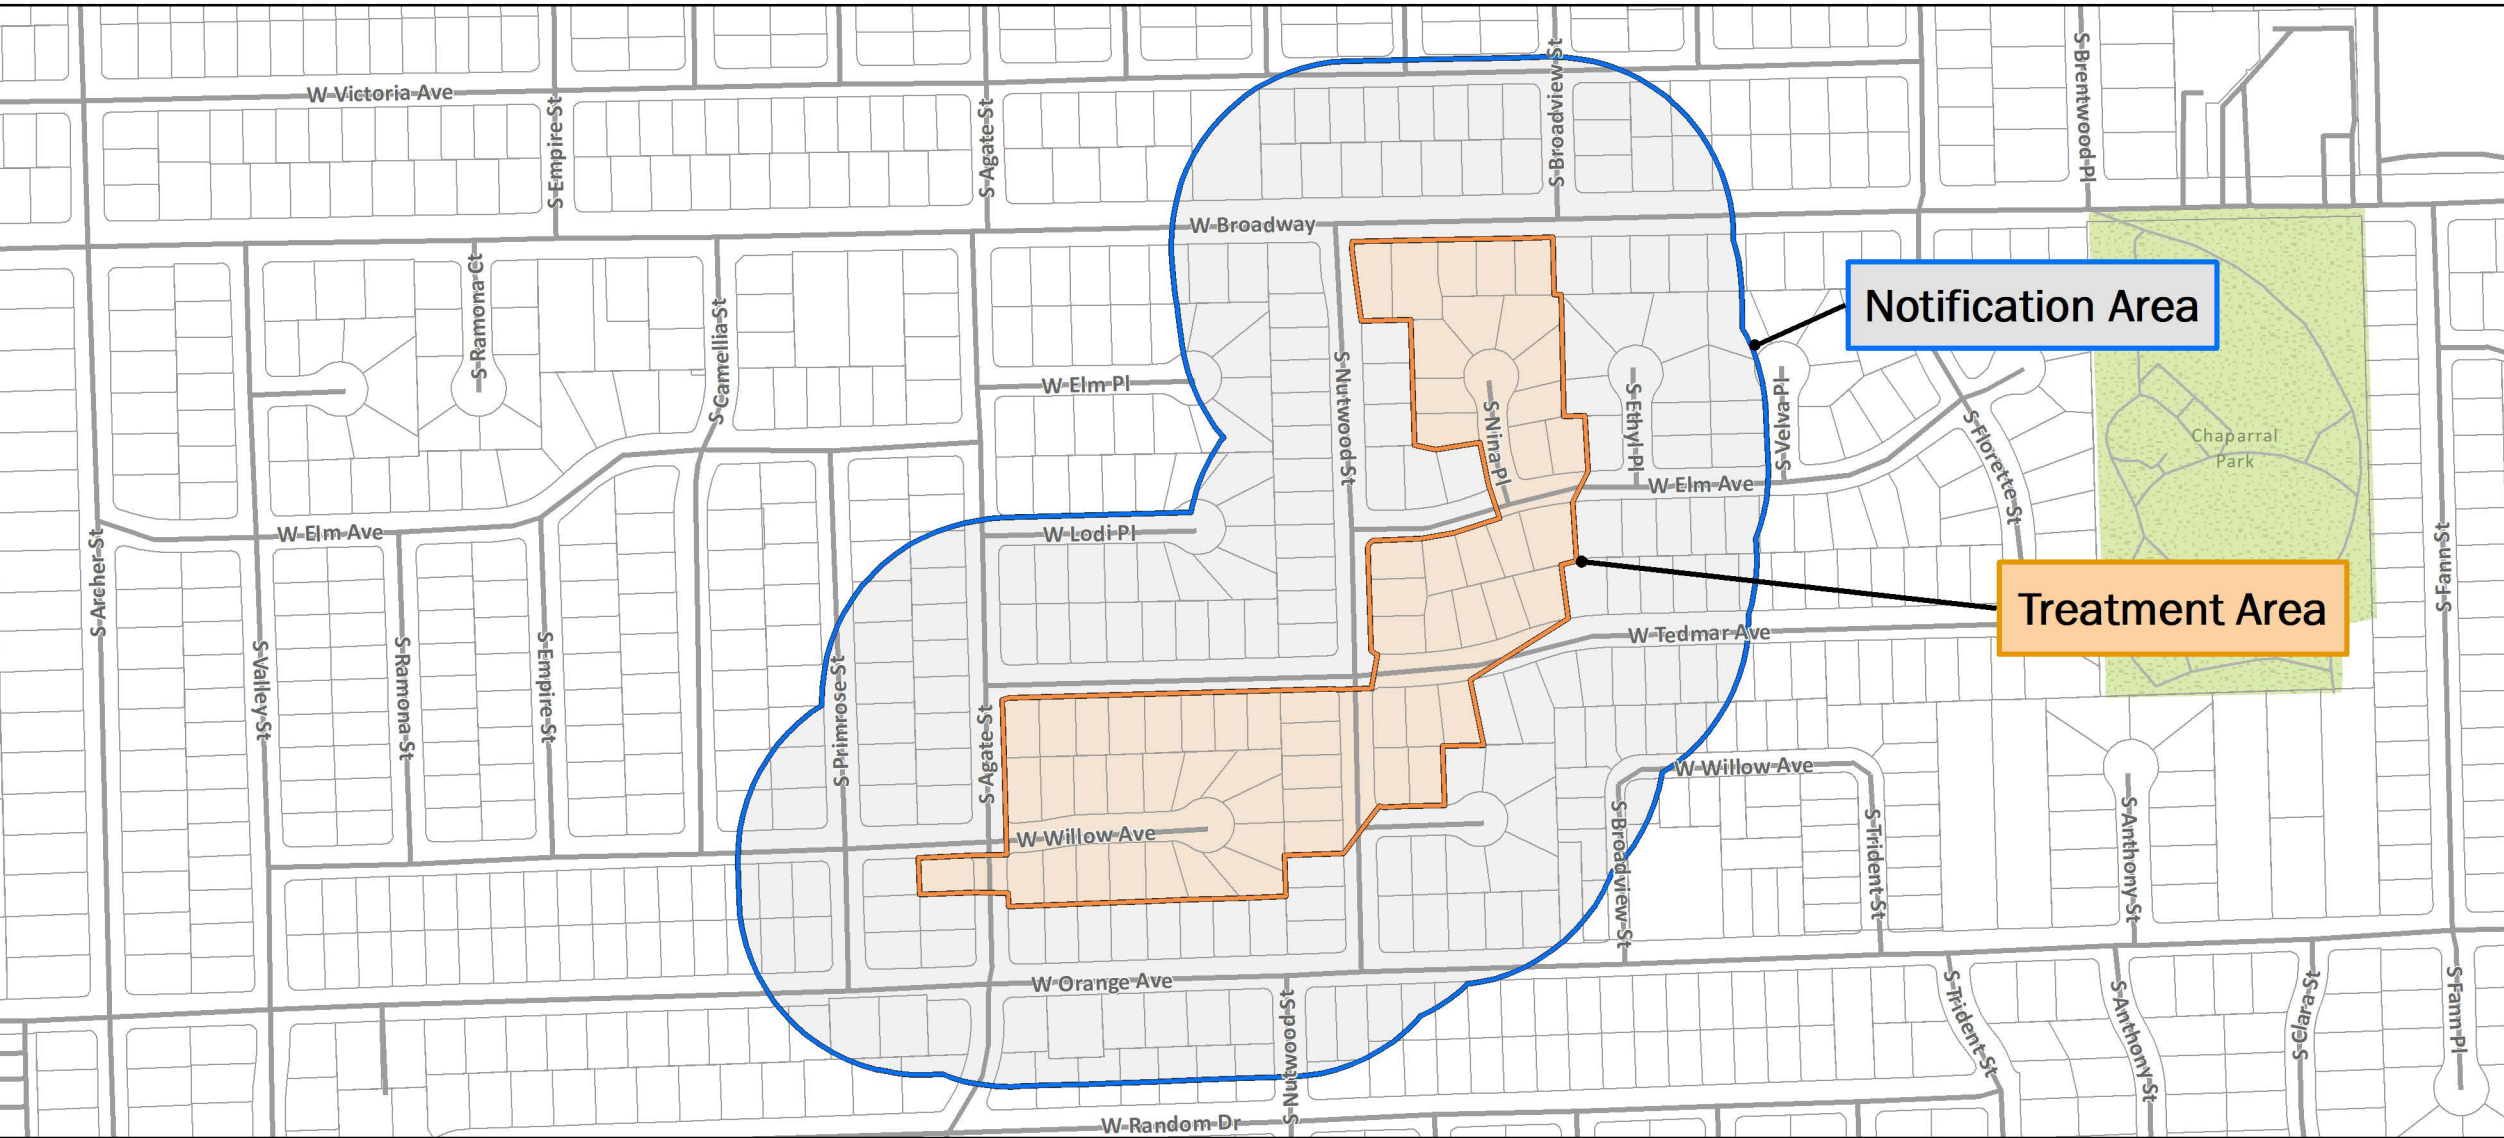 W Victoria Ave
S Empire St
S Agate St
S Broadview St
S Brentwood Pl
W Broadway
S Ramona Ct
S Camellia St
W Elm Pl
S Nutwood St
S Nina Pl
S Ethyl Pl
S Velva Pl
Notification Area
Chaparral
Park
S Florette St
W Elm Ave
W Elm Ave
W Lodi Pl
S Archer St
S Fann St
Treatment Area
W Tedmar Ave
S Valley St
S Ramona St
S Empire St
S Primrose St
S Agate St
W Willow Ave
W Willow Ave
S Broadview St
S Trident St
S Anthony St
W Orange Ave
S Nutwood St
S Trident St
S Anthony St
S Clara St
S Fann Pl
W Random Dr